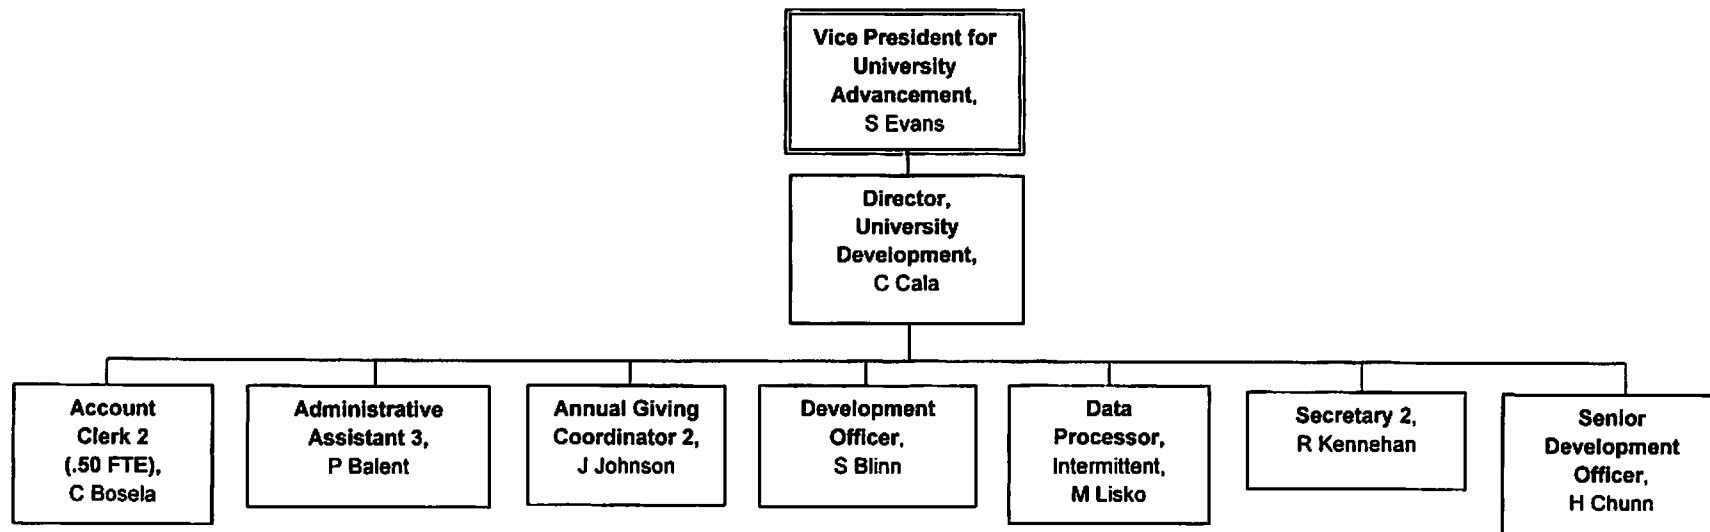 Vice President for
University
Advancement,
S Evans
Director,
University
Development,
C Cala
Account
Clerk 2
(.50 FTE),
C Bosela
Administrative
Assistant 3,
P Balent
Annual Giving
Coordinator 2,
J Johnson
Development
Officer,
S Blinn
Data
Processor,
Intermittent,
M Lisko
Secretary 2,
R Kennehan
Senior
Development
Officer,
H Chunn